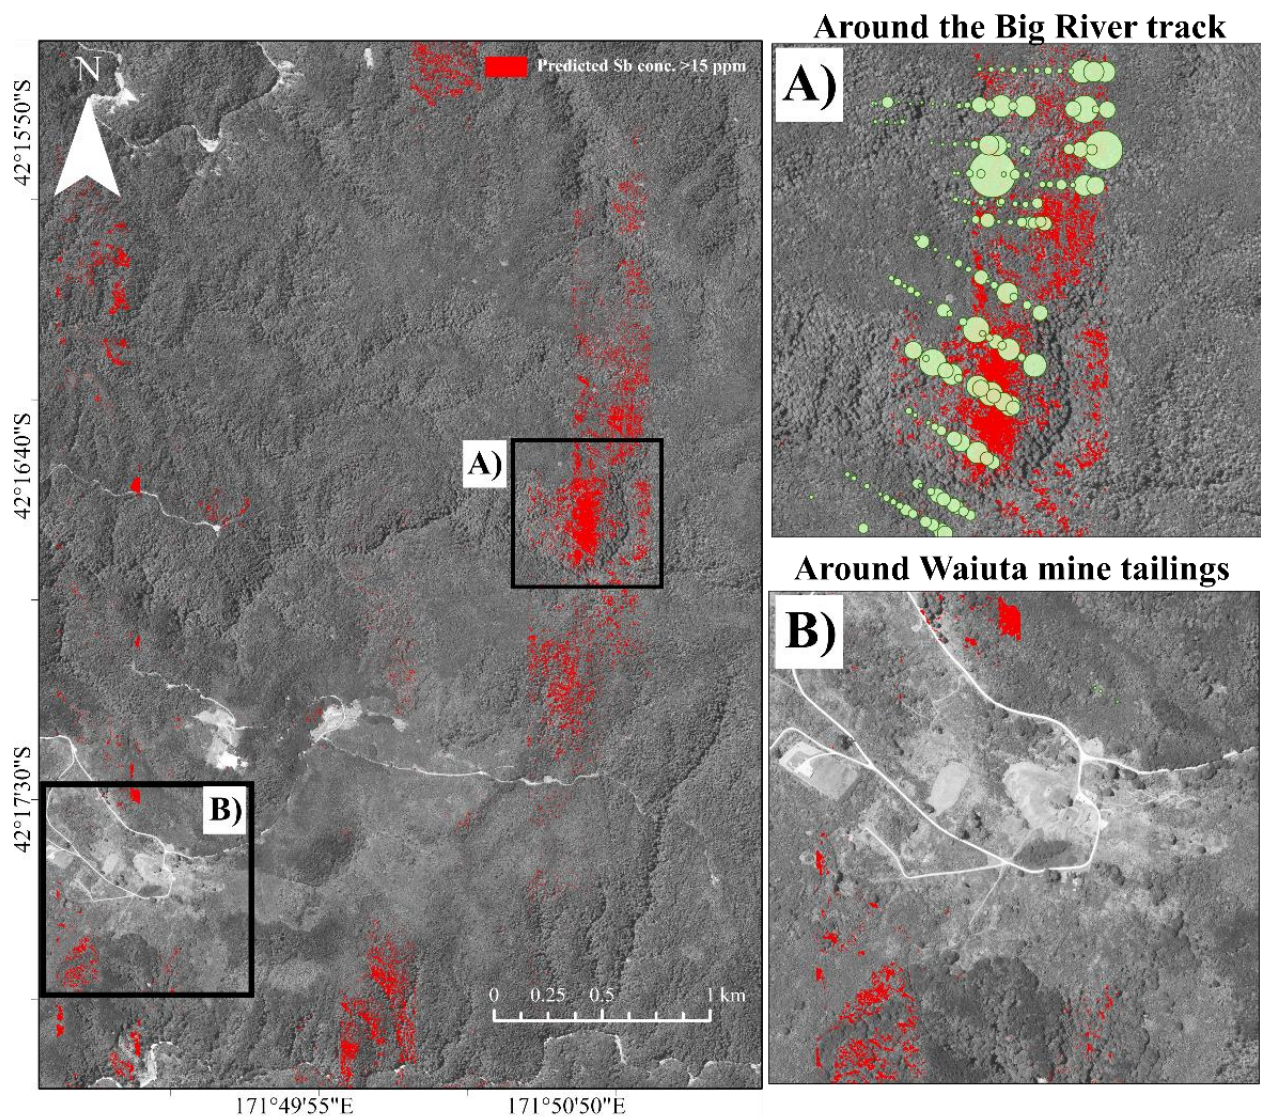 Around the Big River track
N
Predicted Sb conc. >15 ppm
A)
42°15'50"S
42°16'40"S
A)
Around Waiuta mine tailings
B)
42°17'30"S
B)
0 0.25 0.5 1 km
171°49'55"E 171°50'50"E